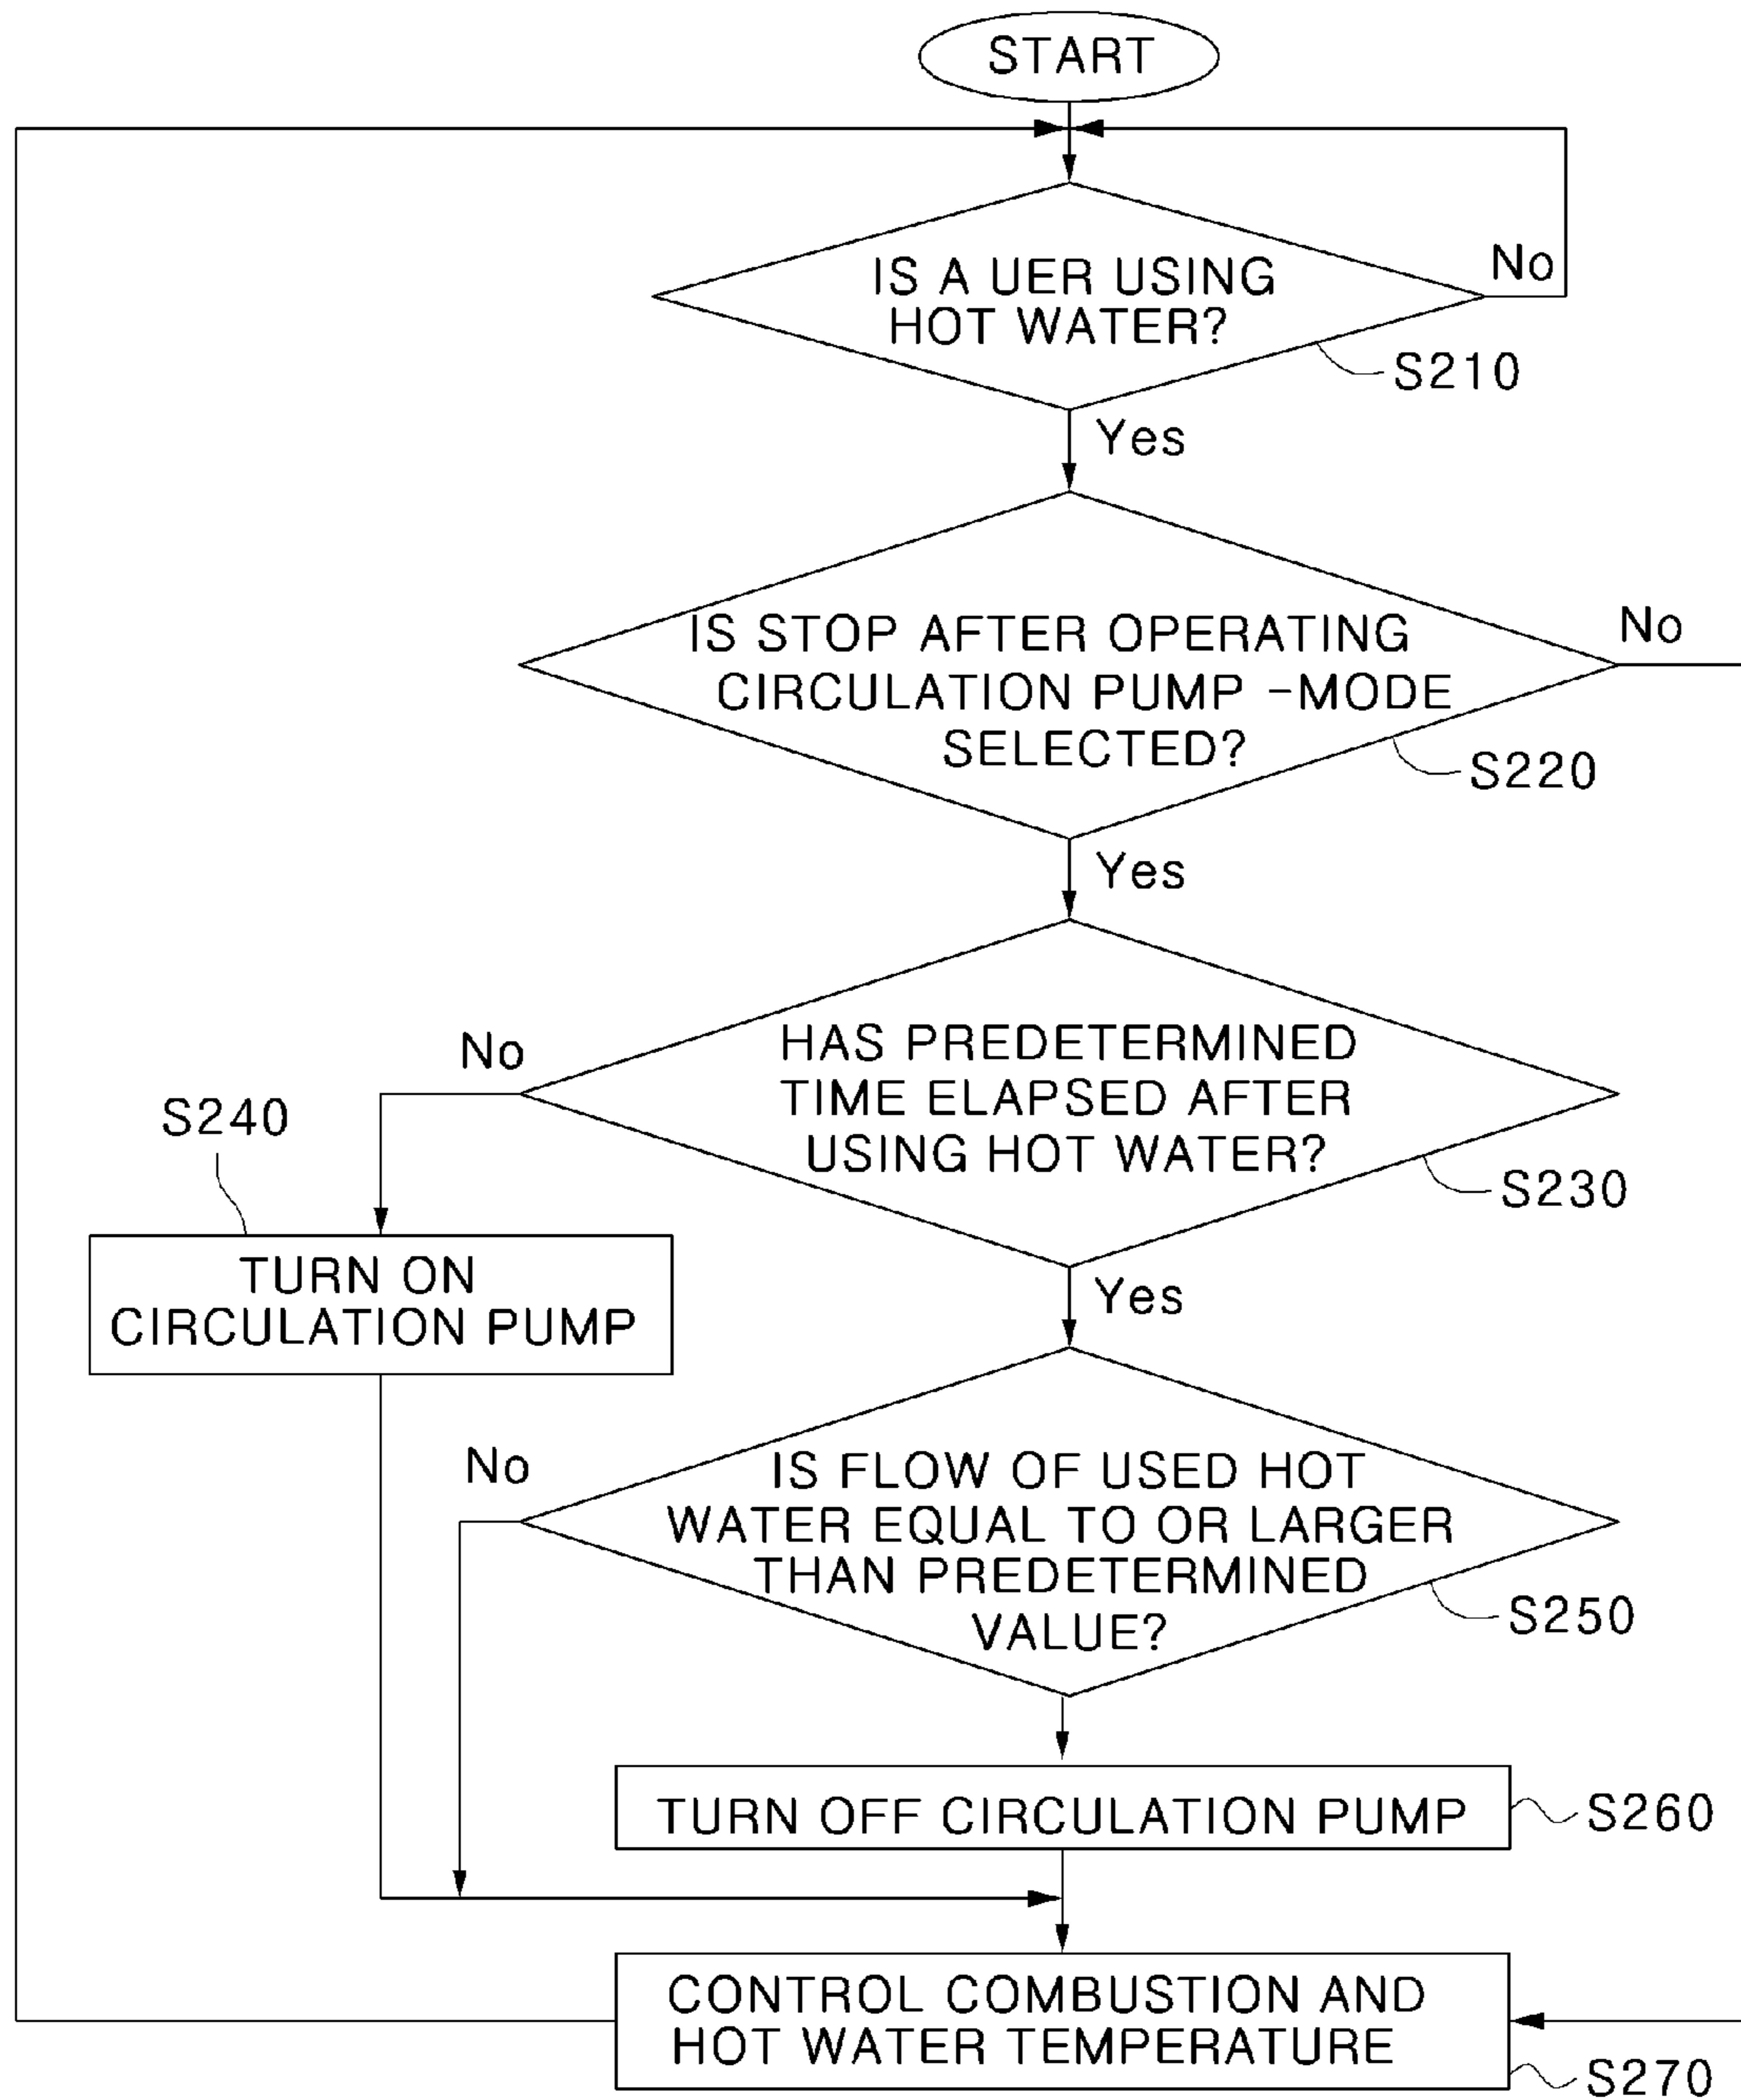 START
IS A UER USING
HOT WATER?
No
S210
Yes
IS STOP AFTER OPERATING
CIRCULATION PUMP -MODE
SELECTED?
No
S220
Yes
HAS PREDETERMINED
TIME ELAPSED AFTER
USING HOT WATER?
No
S230
S240
TURN ON
CIRCULATION PUMP
Yes
IS FLOW OF USED HOT
WATER EQUAL TO OR LARGER
THAN PREDETERMINED
VALUE?
No
S250
TURN OFF CIRCULATION PUMP
S260
CONTROL COMBUSTION AND
HOT WATER TEMPERATURE
S270